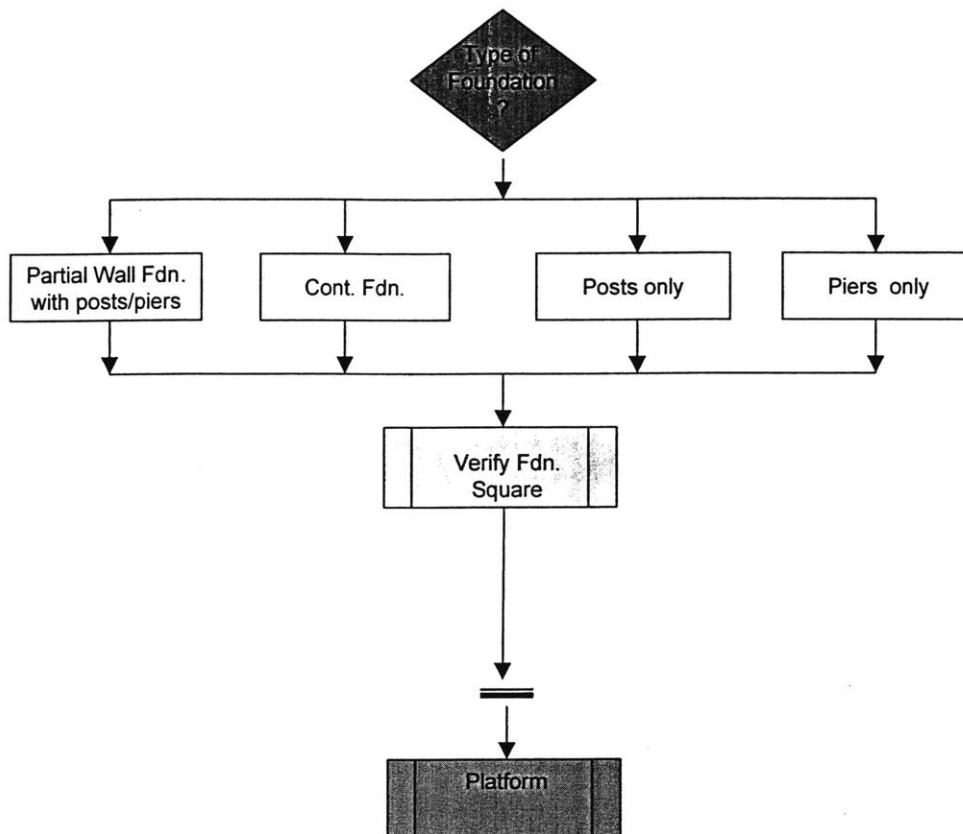 Type of
Foundation
?
Partial Wall Fdn.
with posts/piers
Cont. Fdn.
Posts only
Piers only
Verify Fdn.
Square
Platform